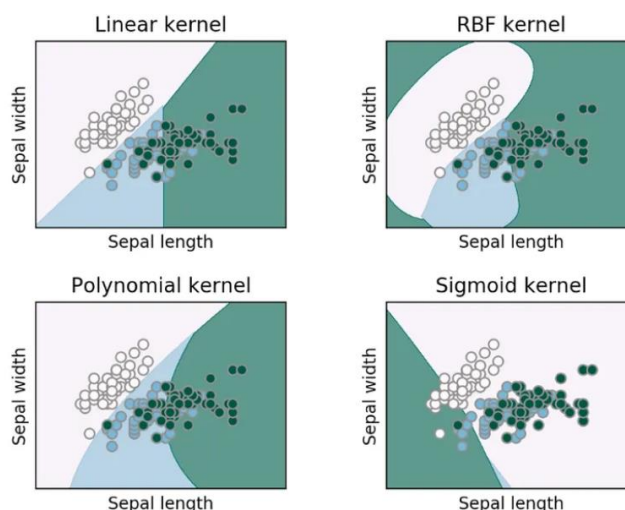 Linear kernel
Sepal width
Sepal length
RBF kernel
Sepal width
Sepal length
Polynomial kernel
Sepal width
Sepal length
Sigmoid kernel
Sepal width
Sepal length